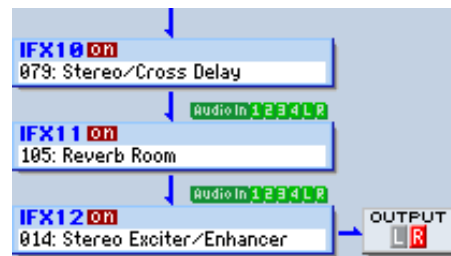 IFX10 on
079: Stereo/Cross Delay
Audio In 1 2 3 4 L R
IFX11 on
105: Reverb Room
Audio In 1 2 3 4 L R
IFX12 on
014: Stereo Exciter/Enhancer
OUTPUT
L R